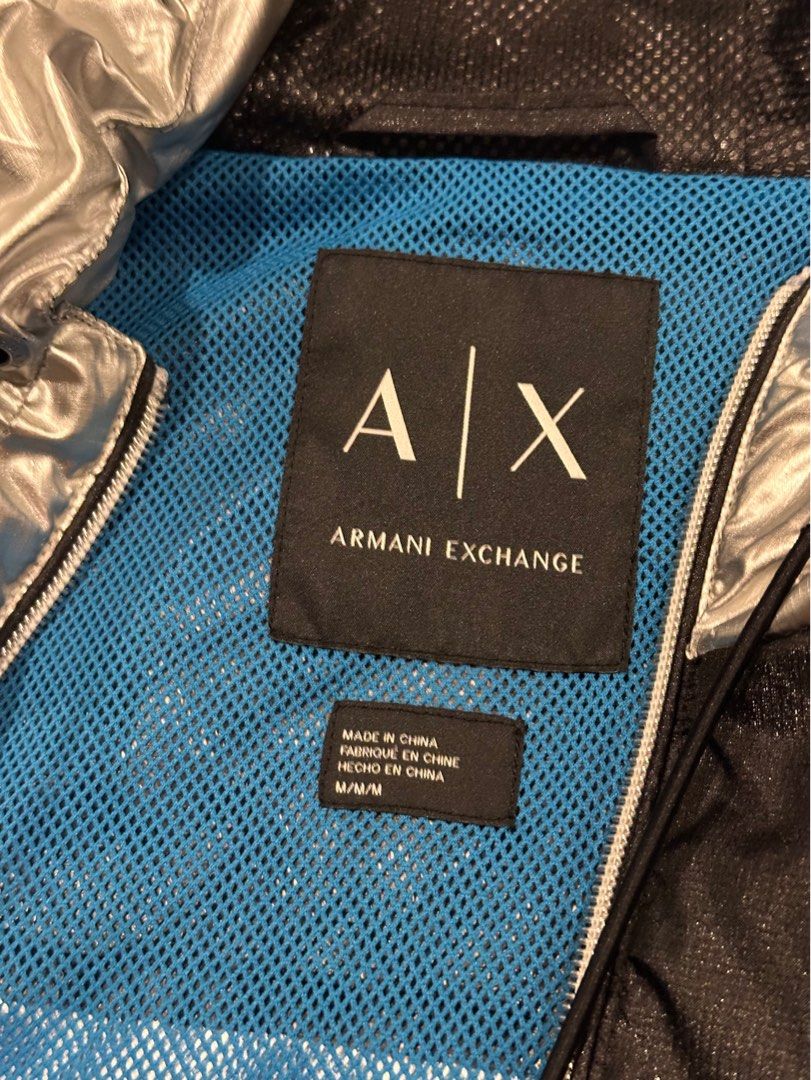 A|X
ARMANI EXCHANGE
MADE IN CHINA
FABRIQUÉ EN CHINE
HECHO EN CHINA
M/M/M